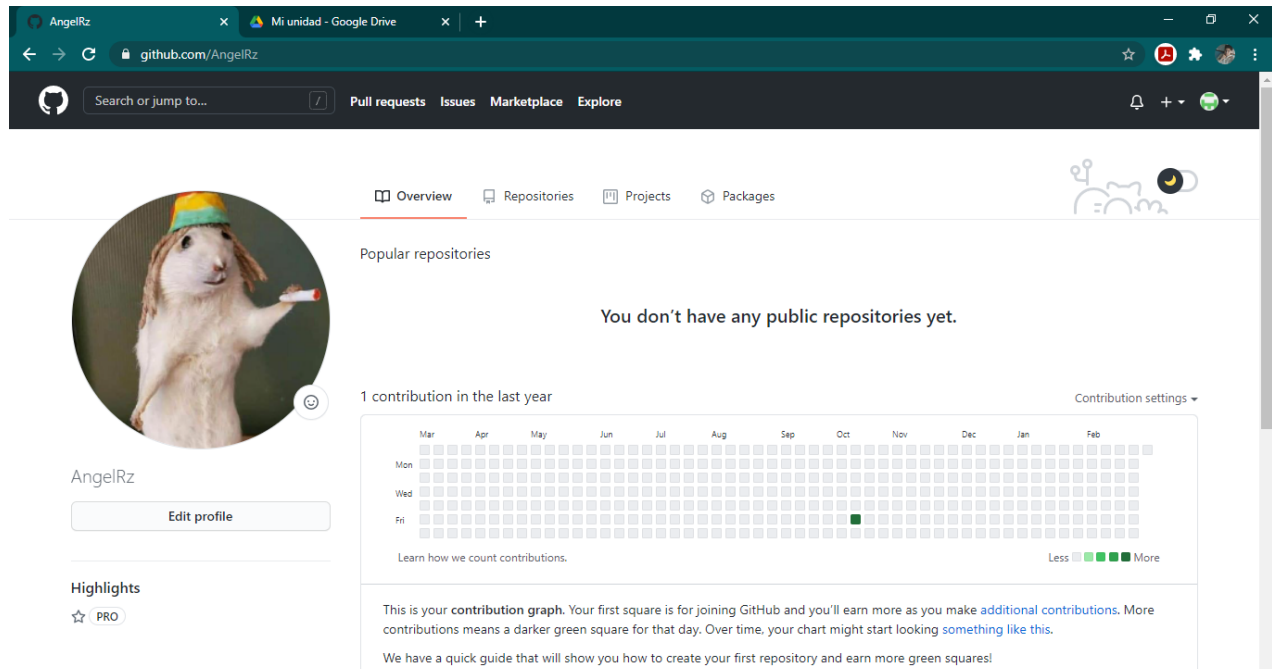 AngelRz
Mi unidad - Google Drive
github.com/AngelRz
Search or jump to... /
Pull requests Issues Marketplace Explore
Overview Repositories Projects Packages
Popular repositories
You don't have any public repositories yet.
1 contribution in the last year
Contribution settings
Mar Apr May Jun Jul Aug Sep Oct Nov Dec Jan Feb
Mon
Wed
Fri
Learn how we count contributions.
Less More
AngelRz
Edit profile
Highlights
PRO
This is your contribution graph. Your first square is for joining GitHub and you'll earn more as you make additional contributions. More
contributions means a darker green square for that day. Over time, your chart might start looking something like this.
We have a quick guide that will show you how to create your first repository and earn more green squares!